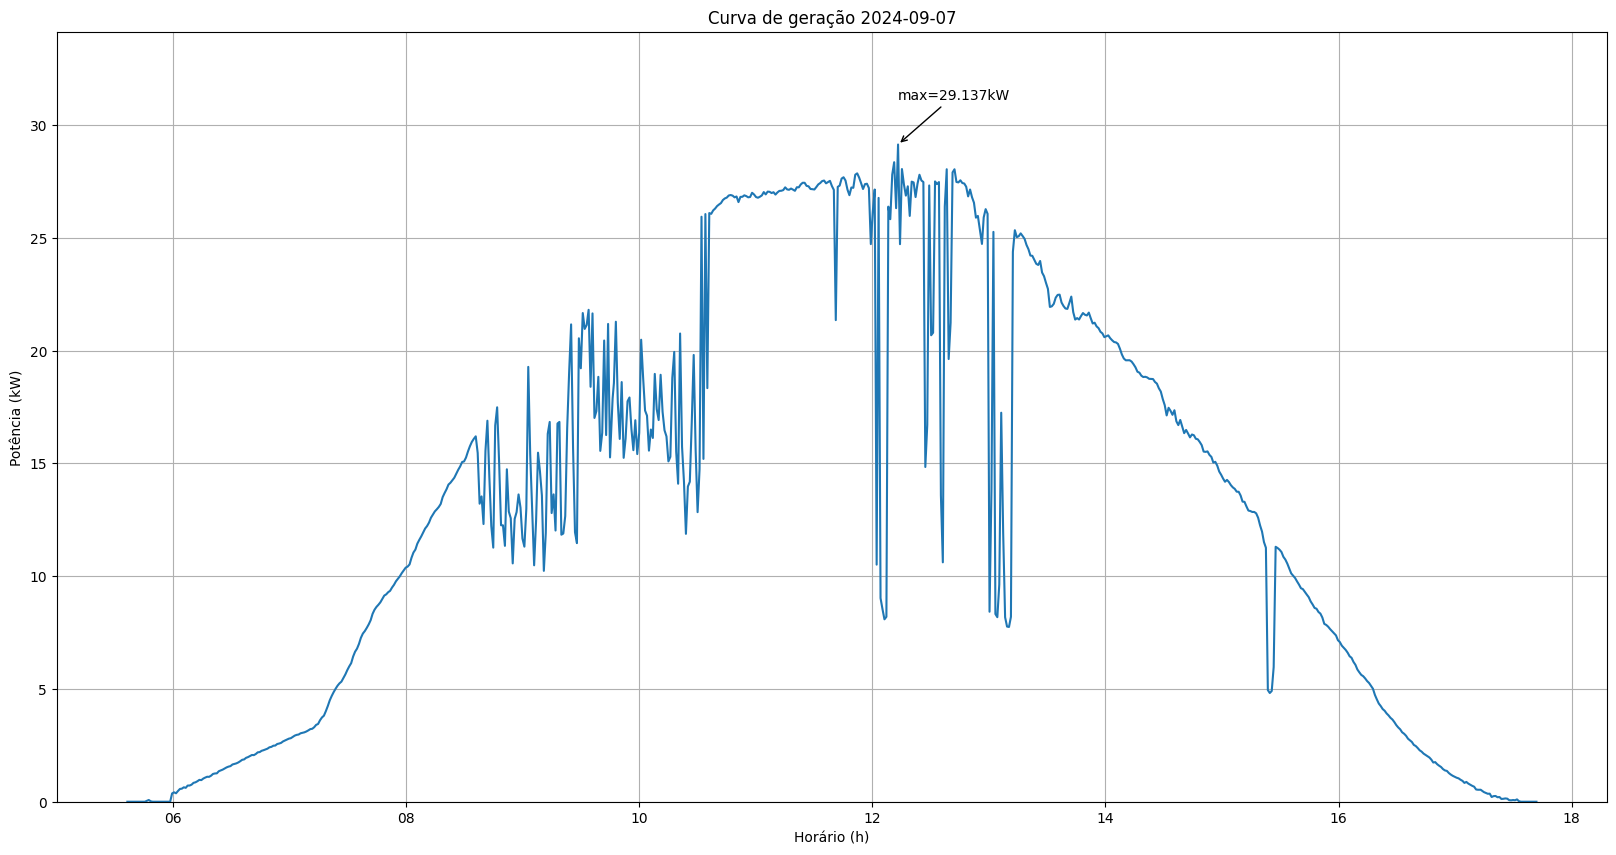 Curva de geração 2024-09-07
max=29.137kW
Potência (kW)
30
25
20
15
10
5
0
06 08 10 12 14 16 18
Horário (h)